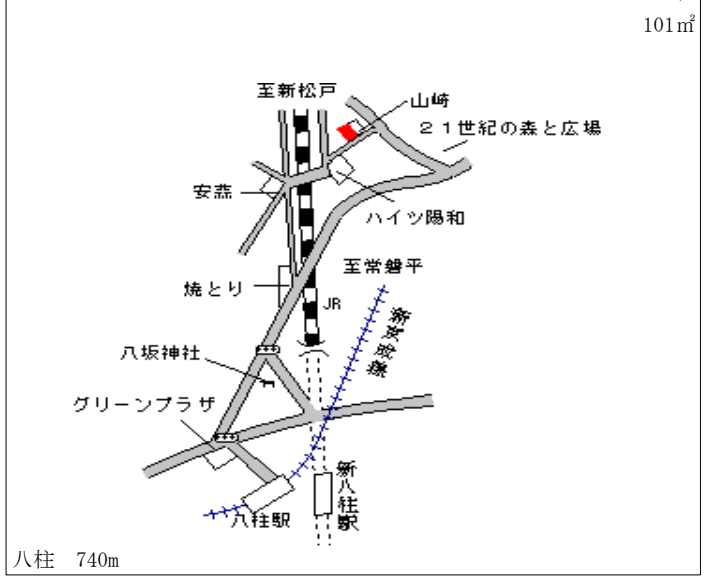 101㎡
至新松戸
山崎
２１世紀の森と広場
安燕
ハイツ陽和
至常磐平
焼とり
JR
新京成線
八坂神社
グリーンプラザ
新八柱駅
八柱駅
八柱　740m